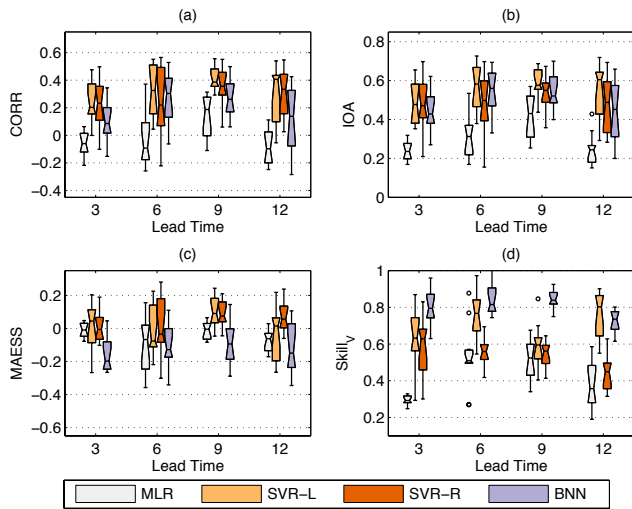 (a)
CORR
0.6
0.4
0.2
0
−0.2
−0.4
3 6 9 12
Lead Time
(b)
IOA
0.8
0.6
0.4
0.2
0
3 6 9 12
Lead Time
(c)
MAESS
0.2
0
−0.2
−0.4
−0.6
3 6 9 12
Lead Time
(d)
Skill_V
1
0.8
0.6
0.4
0.2
3 6 9 12
Lead Time
MLR SVR−L SVR−R BNN